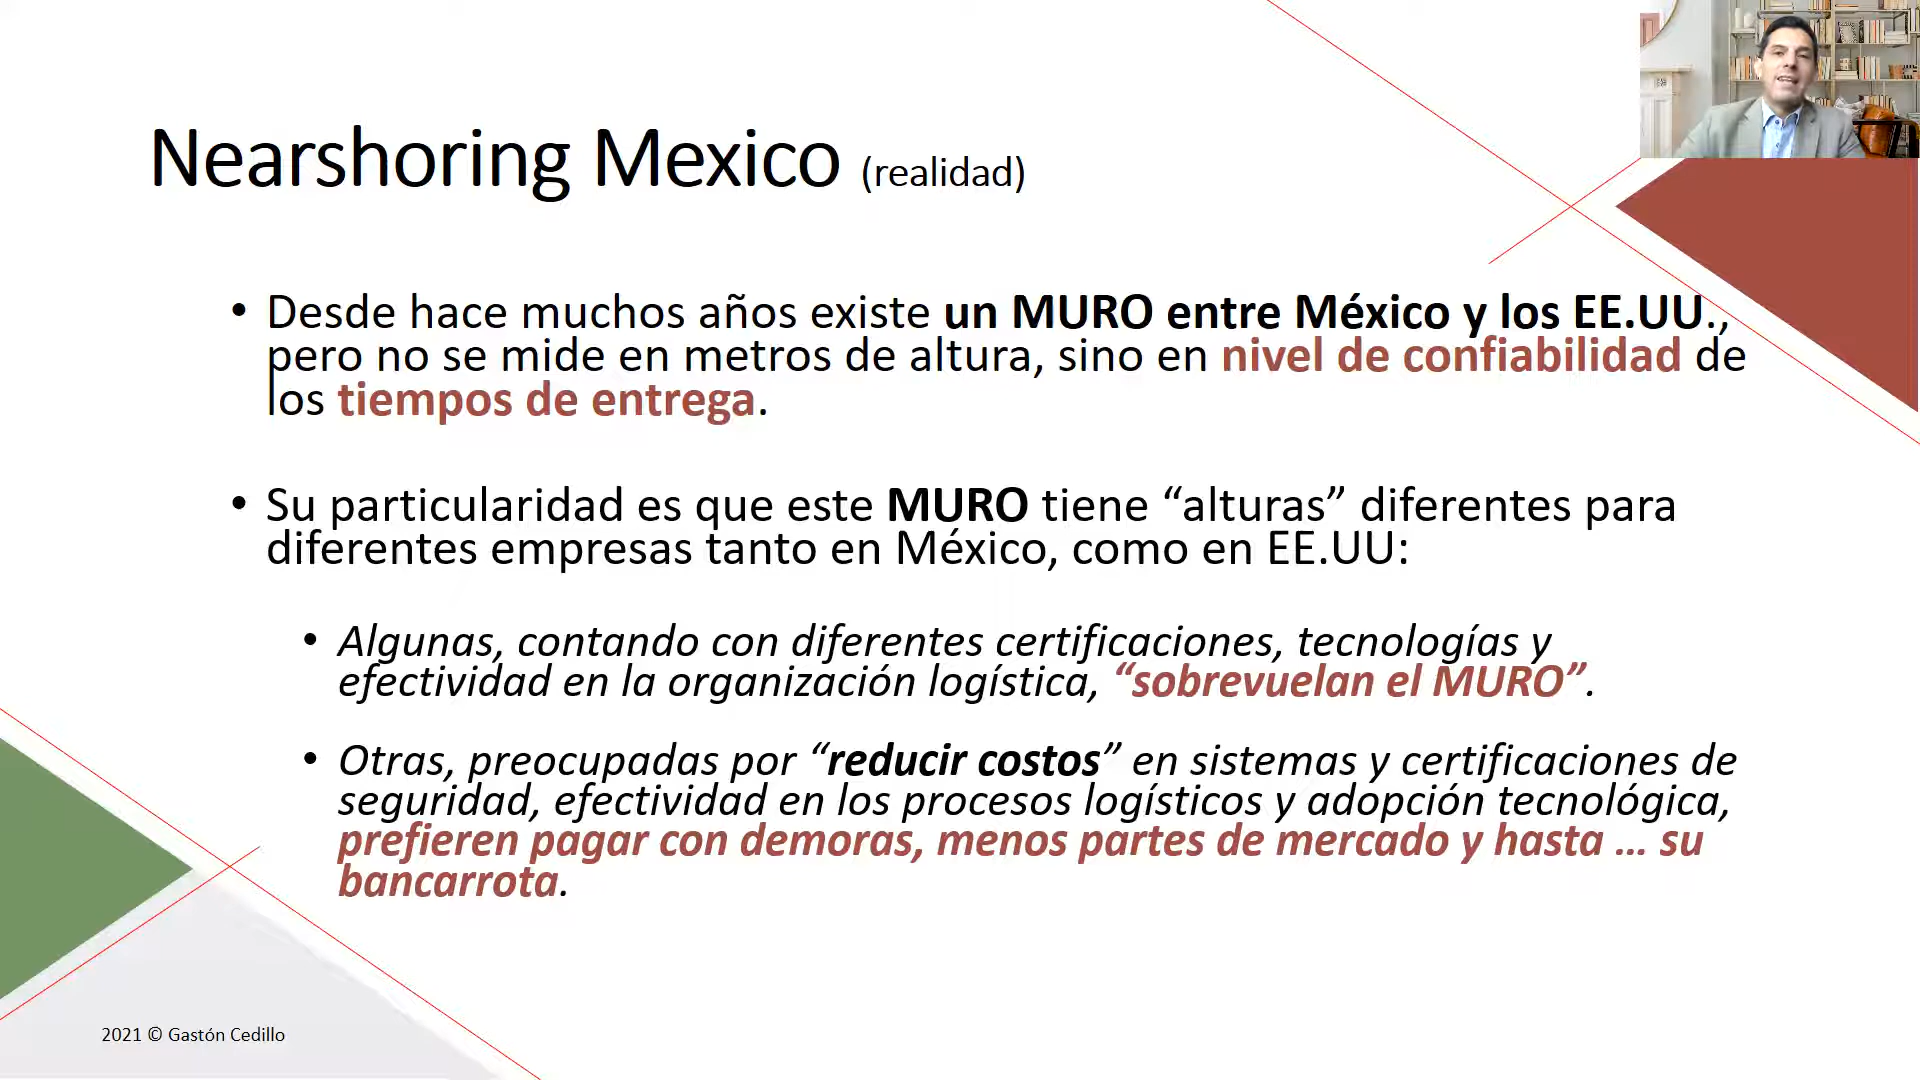 Nearshoring Mexico (realidad)
• Desde hace muchos años existe un MURO entre México y los EE.UU.,
pero no se mide en metros de altura, sino en nivel de confiabilidad de
los tiempos de entrega.
• Su particularidad es que este MURO tiene “alturas” diferentes para
diferentes empresas tanto en México, como en EE.UU:
• Algunas, contando con diferentes certificaciones, tecnologías y
efectividad en la organización logística, “sobrevuelan el MURO”.
• Otras, preocupadas por “reducir costos” en sistemas y certificaciones de
seguridad, efectividad en los procesos logísticos y adopción tecnológica,
prefieren pagar con demoras, menos partes de mercado y hasta ... su
bancarrota.
2021 © Gastón Cedillo